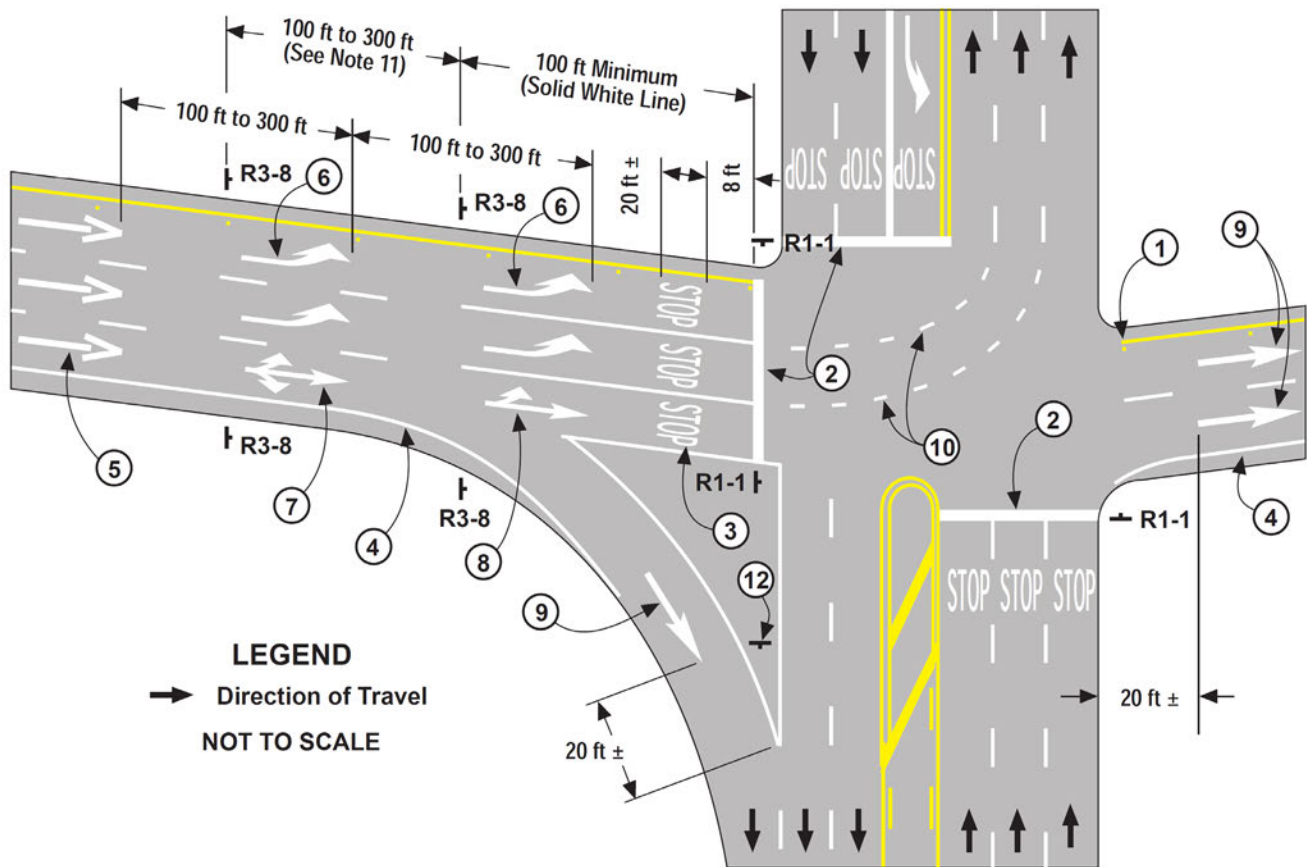 100 ft to 300 ft
(See Note 11)
100 ft Minimum
(Solid White Line)
100 ft to 300 ft
100 ft to 300 ft
20 ft ±
8 ft
R3-8
6
R3-8
6
R1-1
STOP
STOP
STOP
1
9
STOP
STOP
STOP
2
10
2
5
R3-8
7
4
R3-8
8
R1-1
3
R1-1
4
STOP STOP STOP
12
9
LEGEND
Direction of Travel
NOT TO SCALE
20 ft ±
20 ft ±